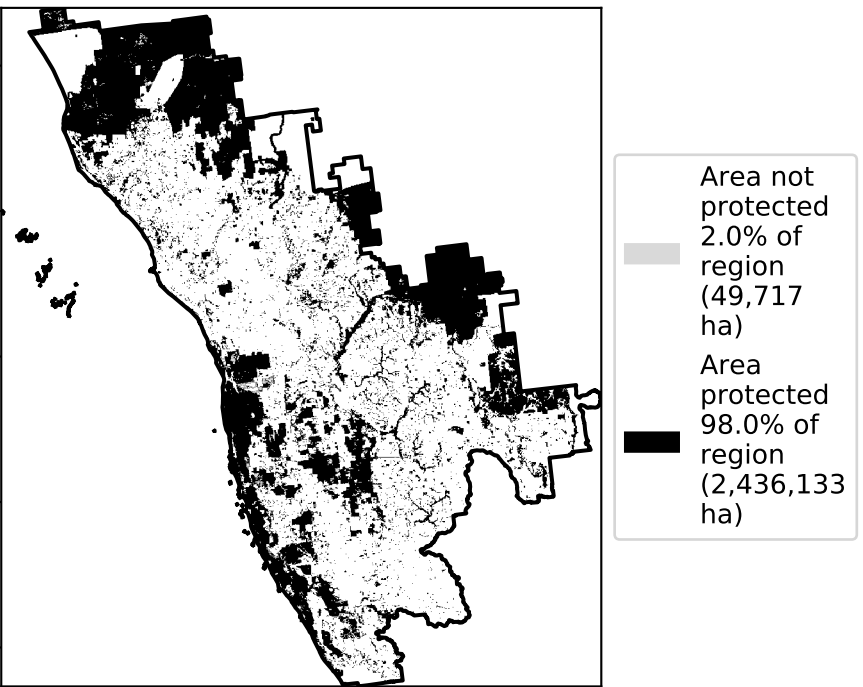 Area not
protected
2.0% of
region
(49,717
ha)
Area
protected
98.0% of
region
(2,436,133
ha)